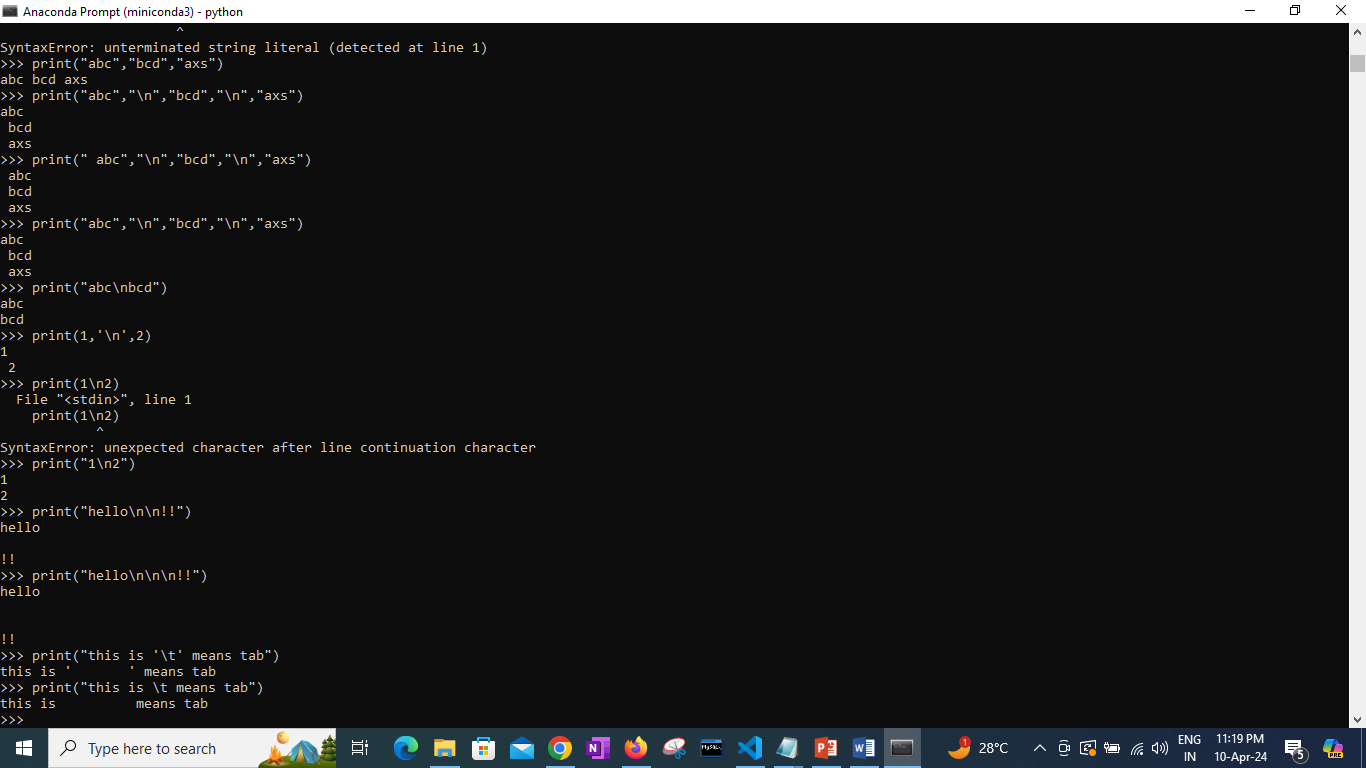 Anaconda Prompt (miniconda3) - python
                      ^
SyntaxError: unterminated string literal (detected at line 1)
>>> print("abc","bcd","axs")
abc bcd axs
>>> print("abc","\n","bcd","\n","axs")
abc
 bcd
 axs
>>> print(" abc","\n","bcd","\n","axs")
 abc
 bcd
 axs
>>> print("abc","\n","bcd","\n","axs")
abc
 bcd
 axs
>>> print("abc\nbcd")
abc
bcd
>>> print(1,'\n',2)
1
 2
>>> print(1\n2)
  File "<stdin>", line 1
    print(1\n2)
            ^
SyntaxError: unexpected character after line continuation character
>>> print("1\n2")
1
2
>>> print("hello\n\n!!")
hello

!!
>>> print("hello\n\n\n!!")
hello


!!
>>> print("this is '\t' means tab")
this is '       ' means tab
>>> print("this is \t means tab")
this is          means tab
>>>
Type here to search
N
MySQL
P
W
1
28°C
ENG
IN
11:19 PM
10-Apr-24
5
PRE